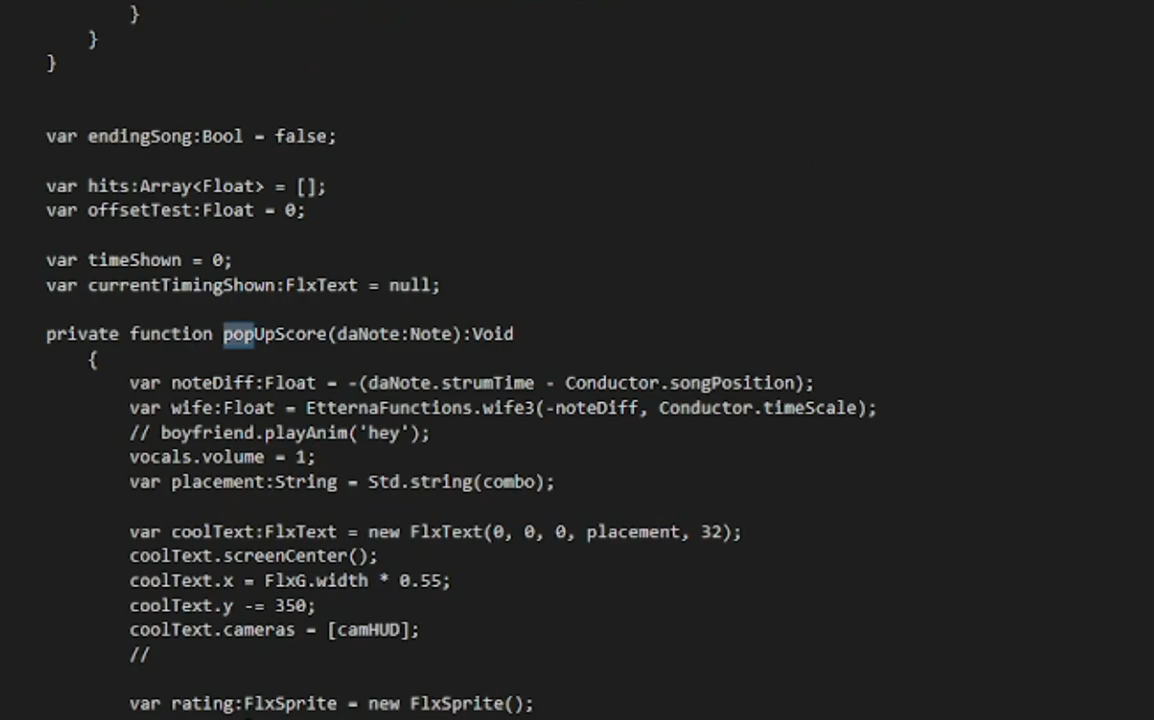 }
}
}
var endingSong:Bool = false;
var hits:Array<Float> = [];
var offsetTest:Float = 0;
var timeShown = 0;
var currentTimingShown:FlxText = null;
private function popUpScore(daNote:Note):Void
{
var noteDiff:Float = -(daNote.strumTime - Conductor.songPosition);
var wife:Float = EtternaFunctions.wife3(-noteDiff, Conductor.timeScale);
// boyfriend.playAnim('hey');
vocals.volume = 1;
var placement:String = Std.string(combo);
var coolText:FlxText = new FlxText(0, 0, 0, placement, 32);
coolText.screenCenter();
coolText.x = FlxG.width * 0.55;
coolText.y -= 350;
coolText.cameras = [camHUD];
//
var rating:FlxSprite = new FlxSprite();